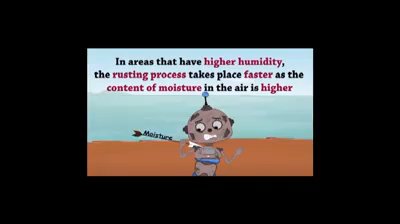 In areas that have higher humidity,
the rusting process takes place faster as the
content of moisture in the air is higher
Moisture